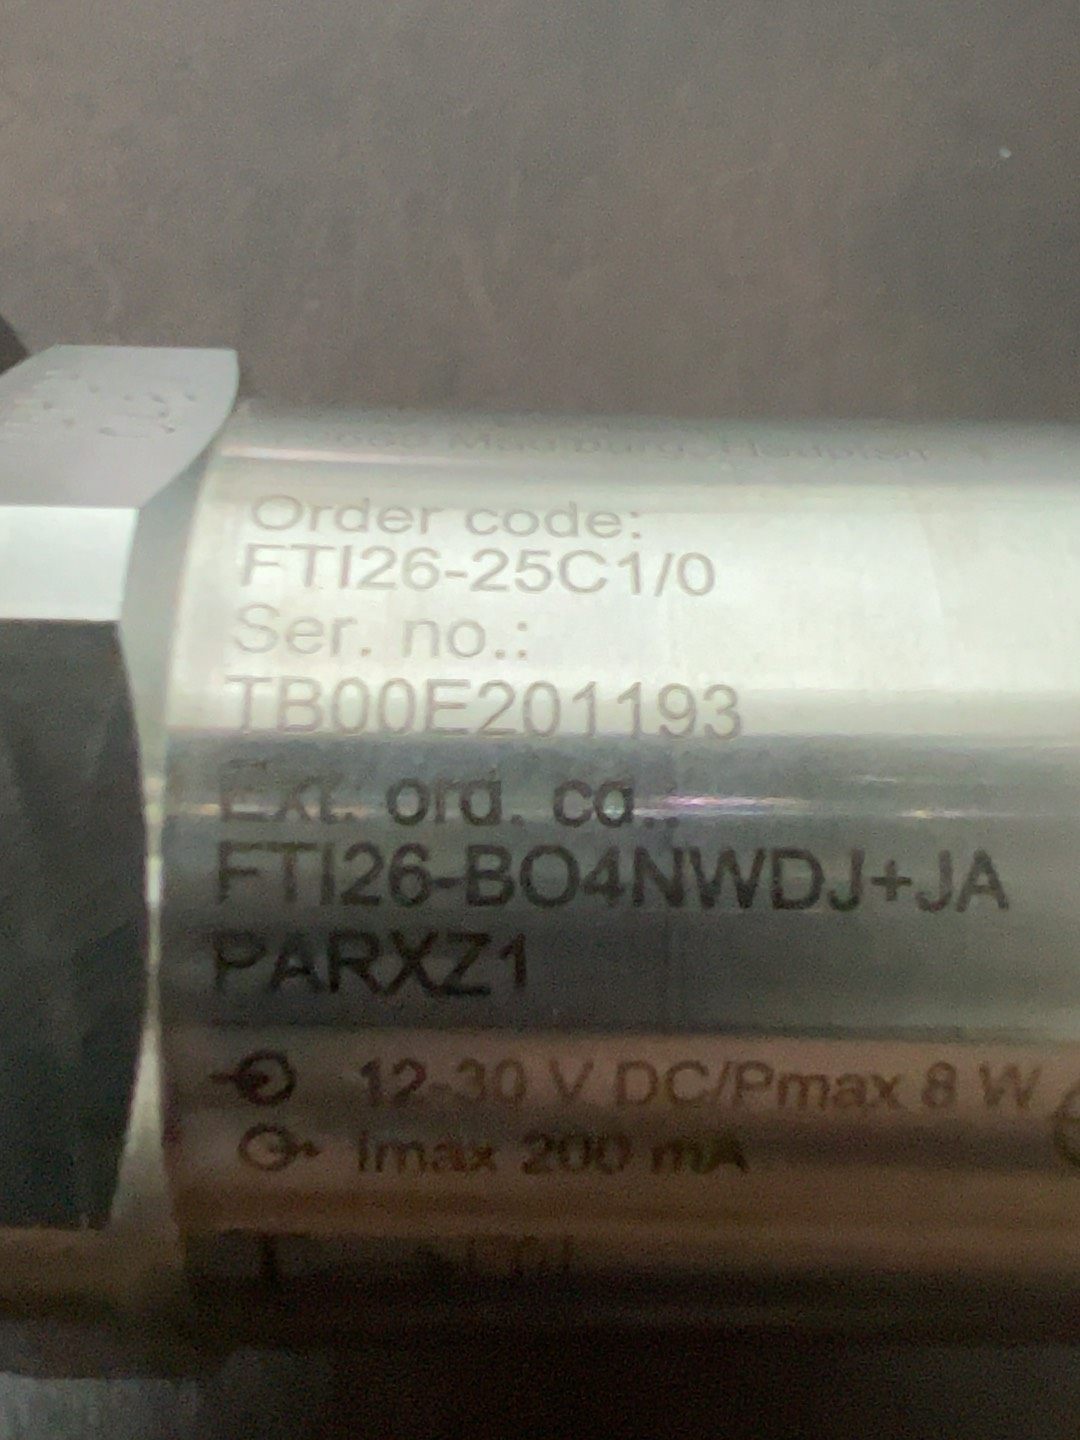 Order code:
FTI26-25C1/0
Ser. no.:
TB00E201193
Ext. ord. cd.:
FTI26-BO4NWDJ+JA
PARXZ1
12-30 V DC/Pmax 8 W
Imax 200 mA